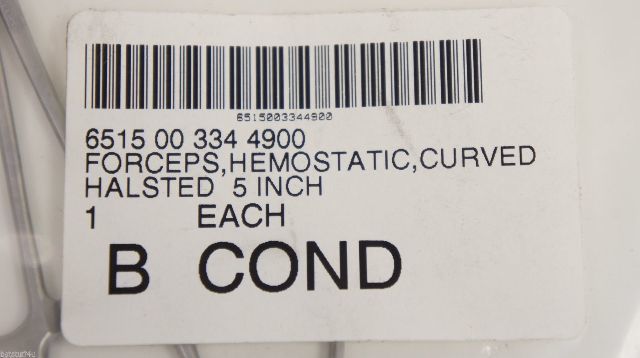 6515003344900
6515 00 334 4900
FORCEPS,HEMOSTATIC,CURVED
HALSTED 5 INCH
1 EACH
B COND